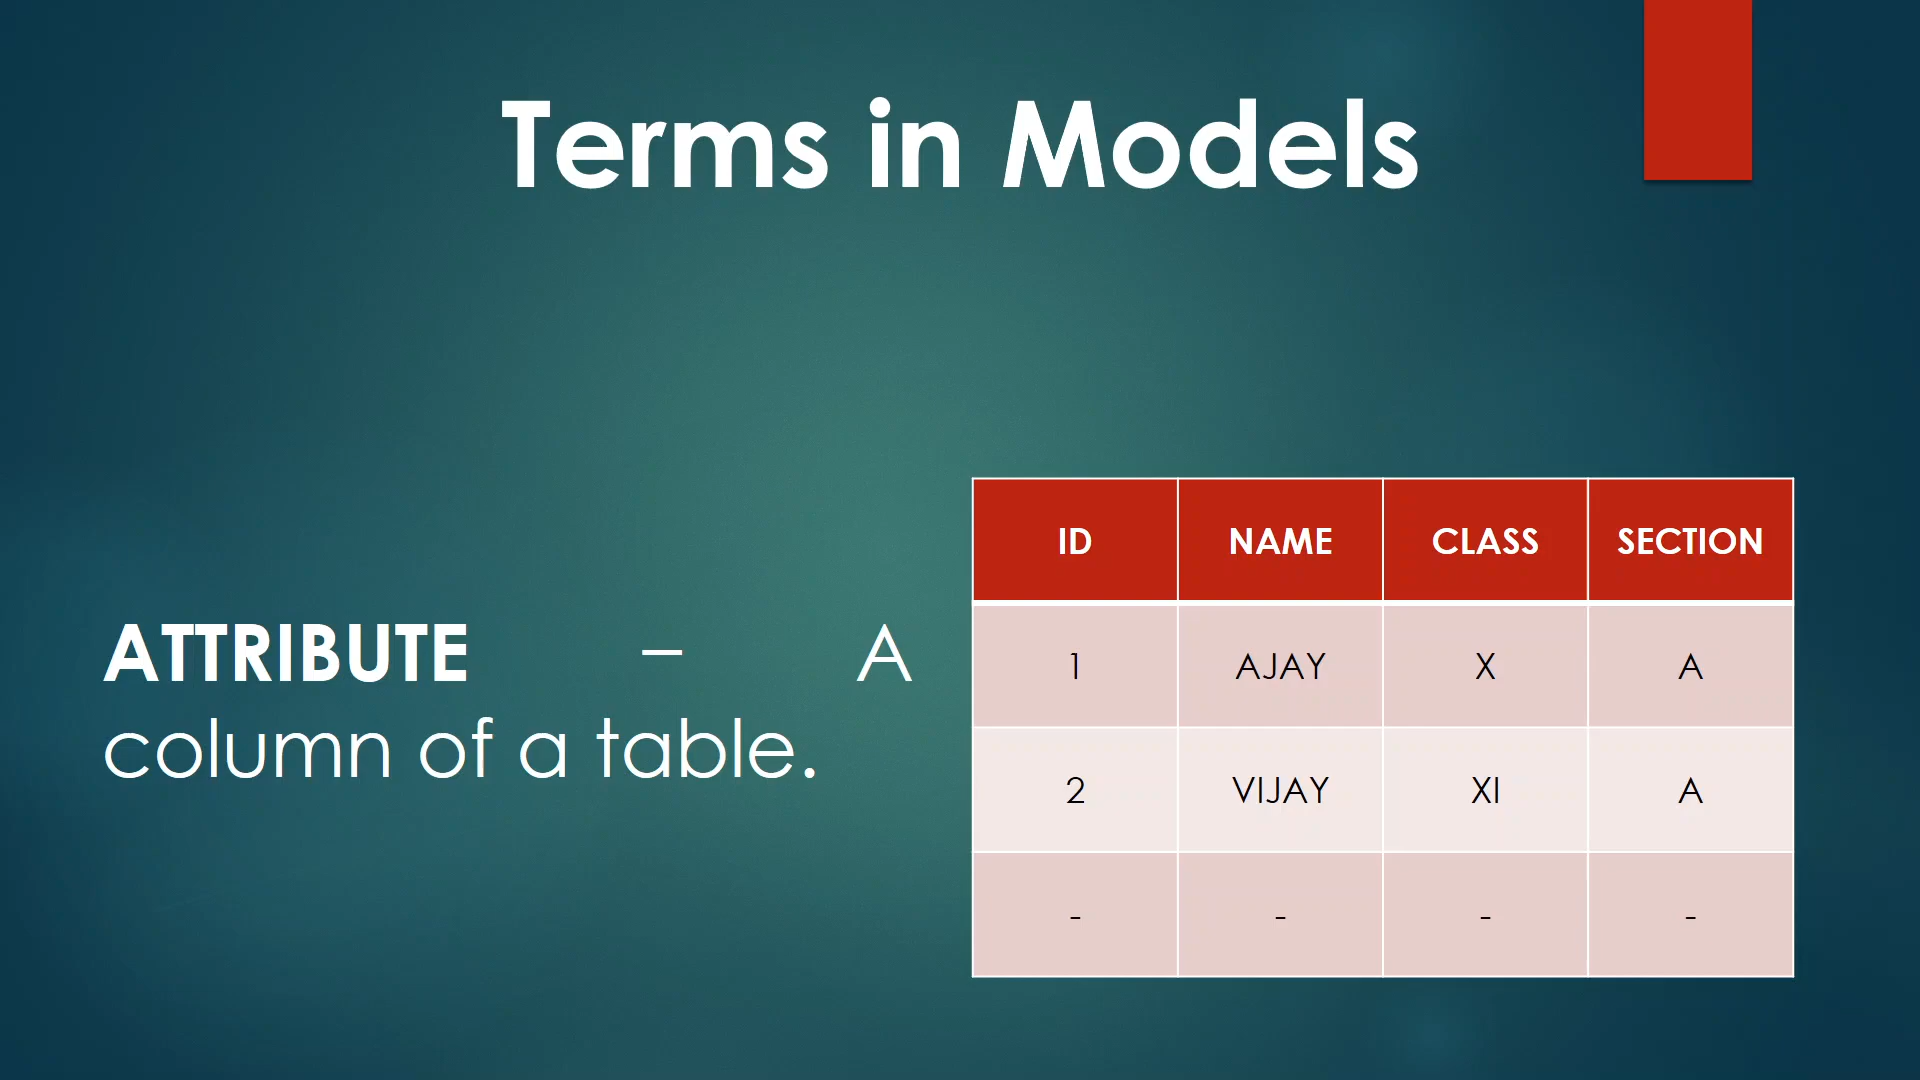 Terms in Models
ATTRIBUTE – A
column of a table.
ID NAME CLASS SECTION
1 AJAY X A
2 VIJAY XI A
- - - -